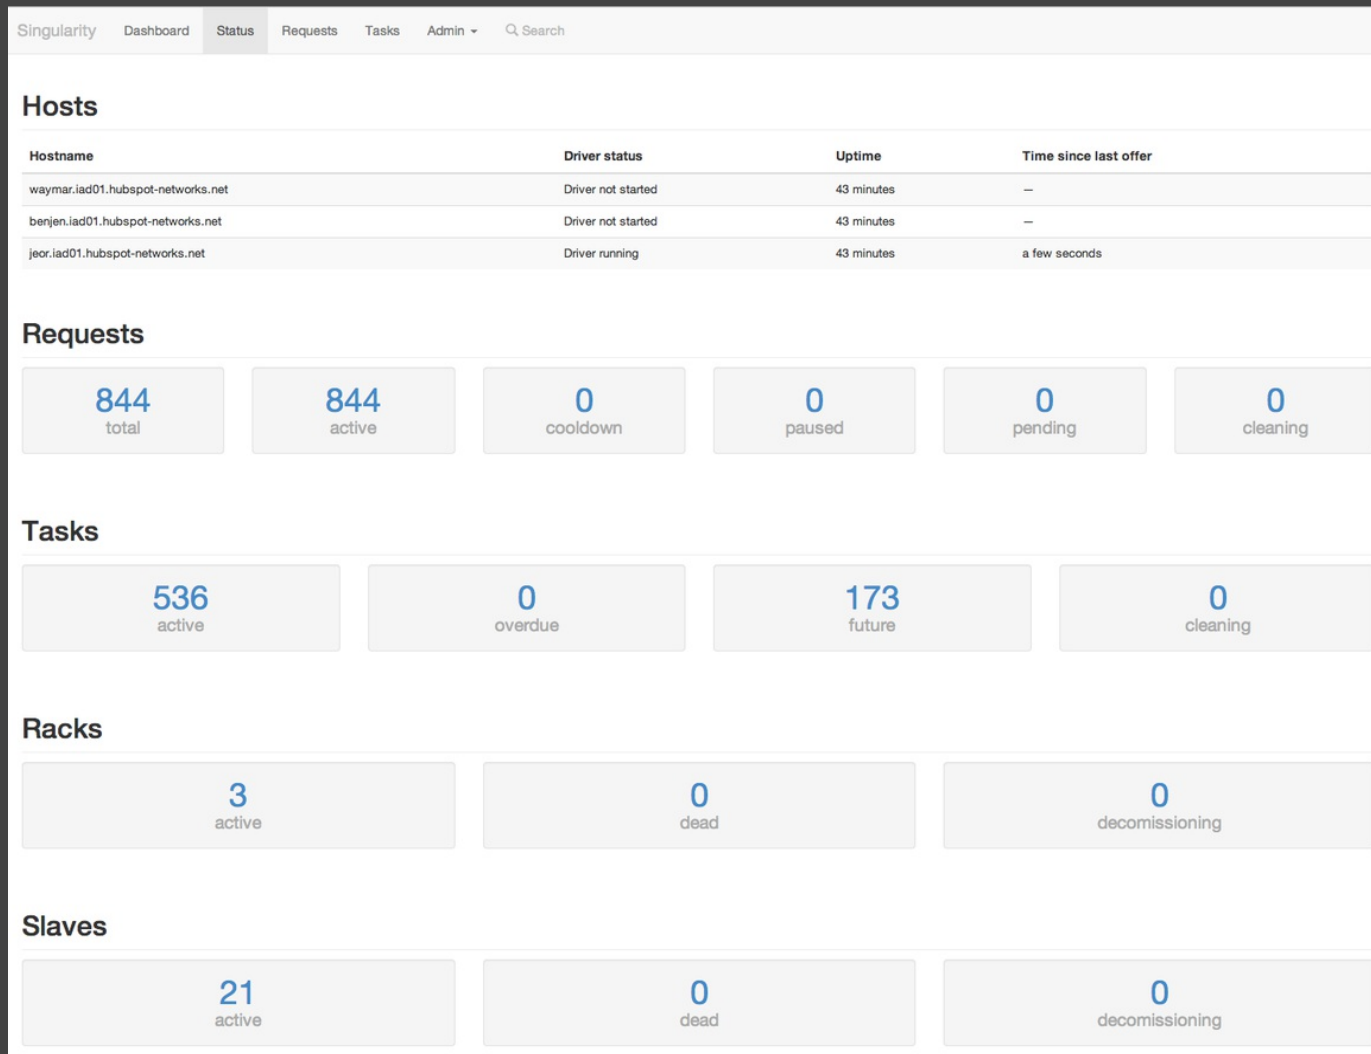 Singularity Dashboard Status Requests Tasks Admin Search
Hosts
Hostname Driver status Uptime Time since last offer
waymar.iad01.hubspot-networks.net Driver not started 43 minutes —
benjen.iad01.hubspot-networks.net Driver not started 43 minutes —
jeor.iad01.hubspot-networks.net Driver running 43 minutes a few seconds
Requests
844 844 0 0 0 0
total active cooldown paused pending cleaning
Tasks
536 0 173 0
active overdue future cleaning
Racks
3 0 0
active dead decomissioning
Slaves
21 0 0
active dead decomissioning